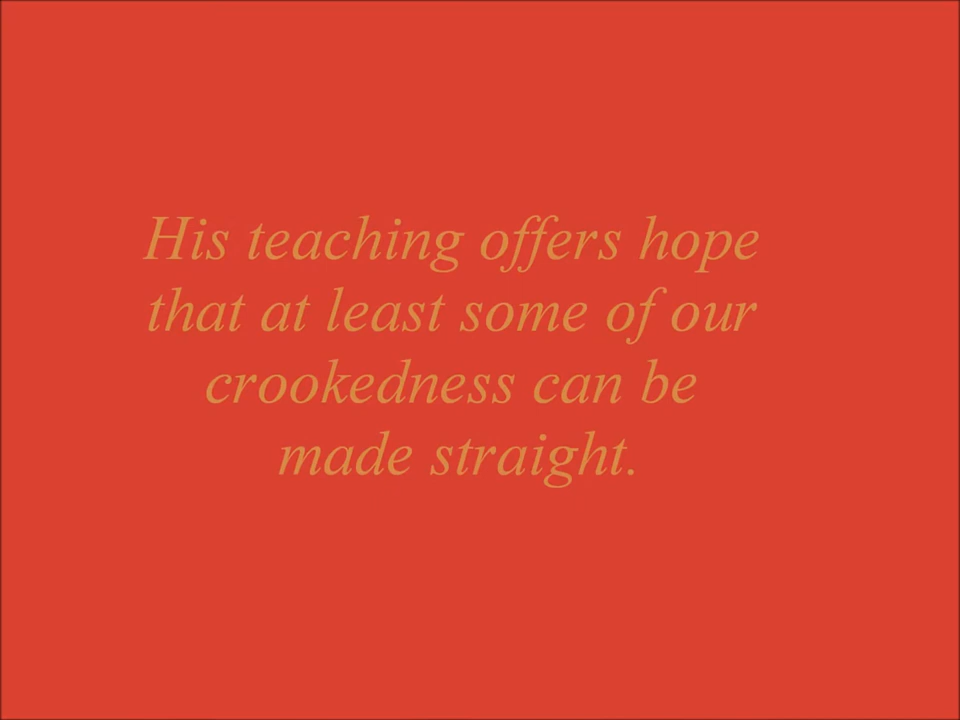 His teaching offers hope
that at least some of our
crookedness can be
made straight.